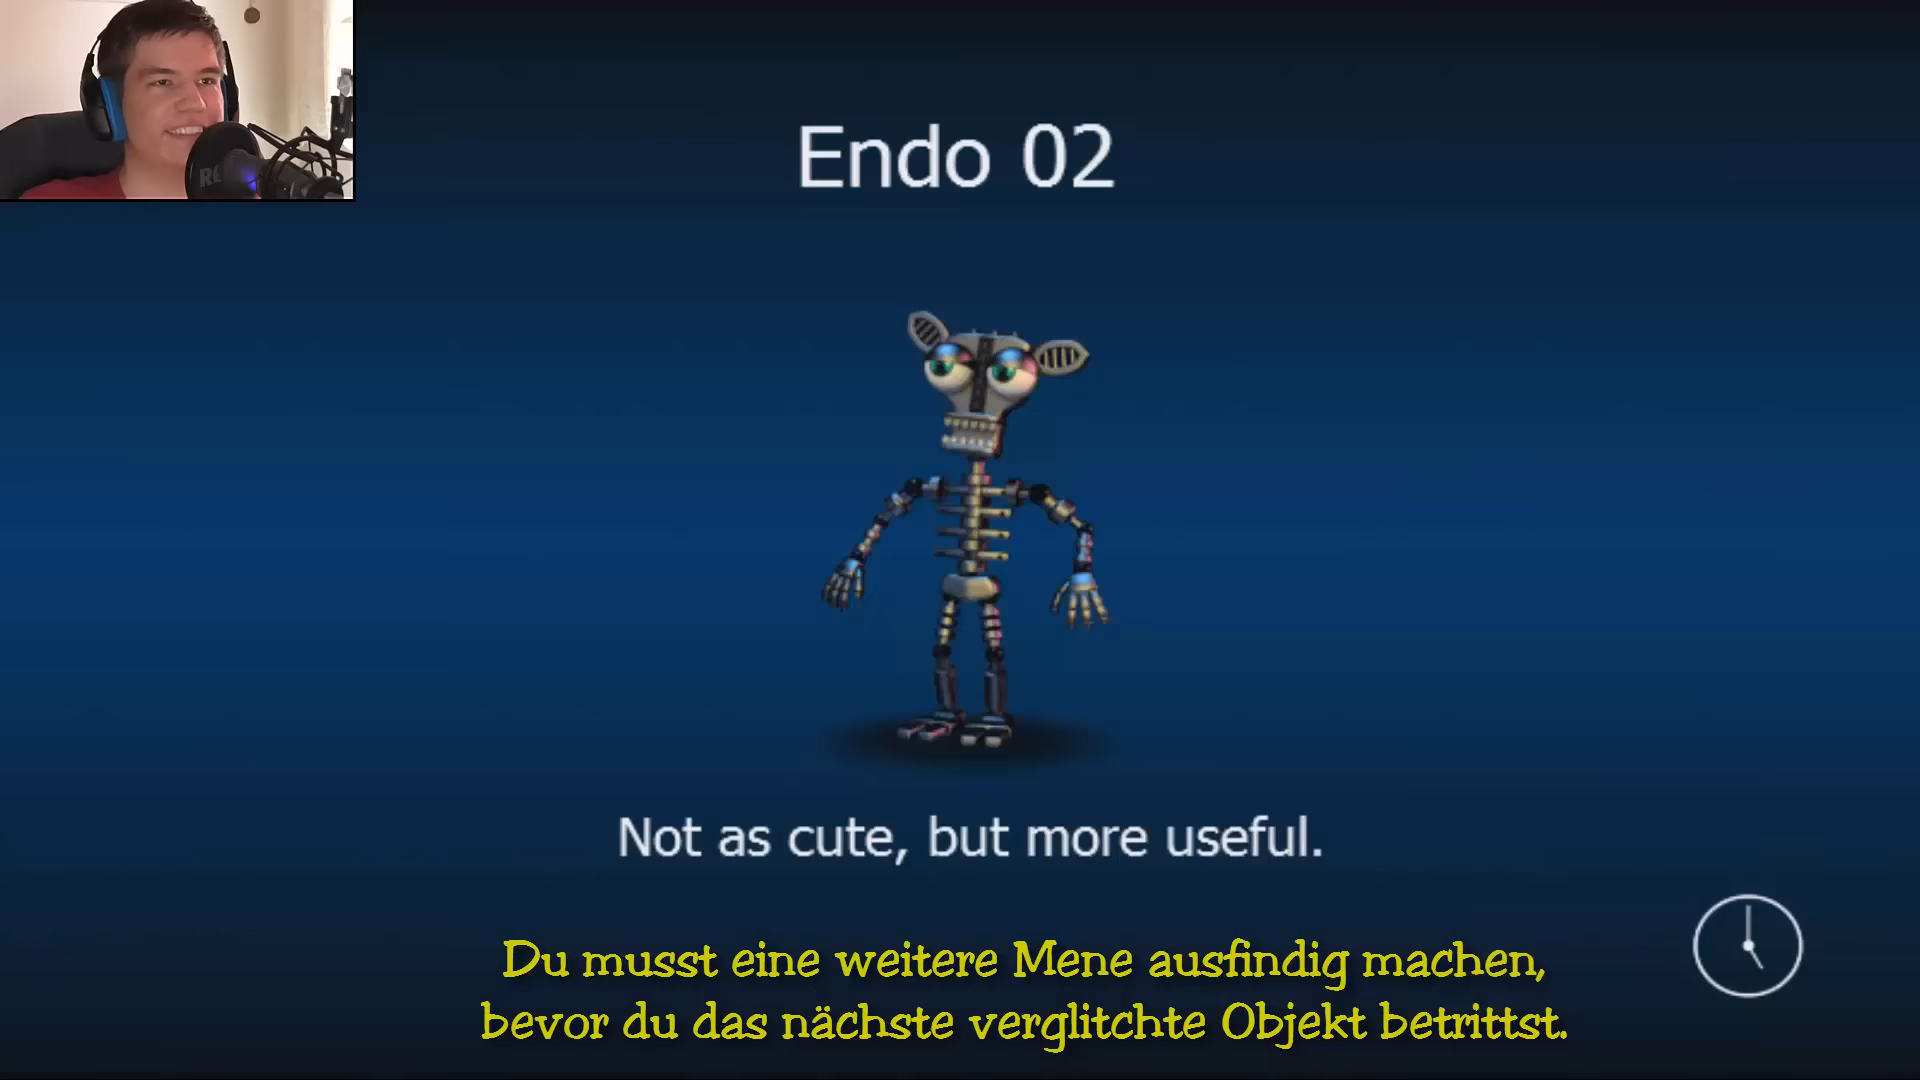 Endo 02
Not as cute, but more useful.
Du musst eine weitere Mene ausfindig machen,
bevor du das nächste verglitchte Objekt betrittst.